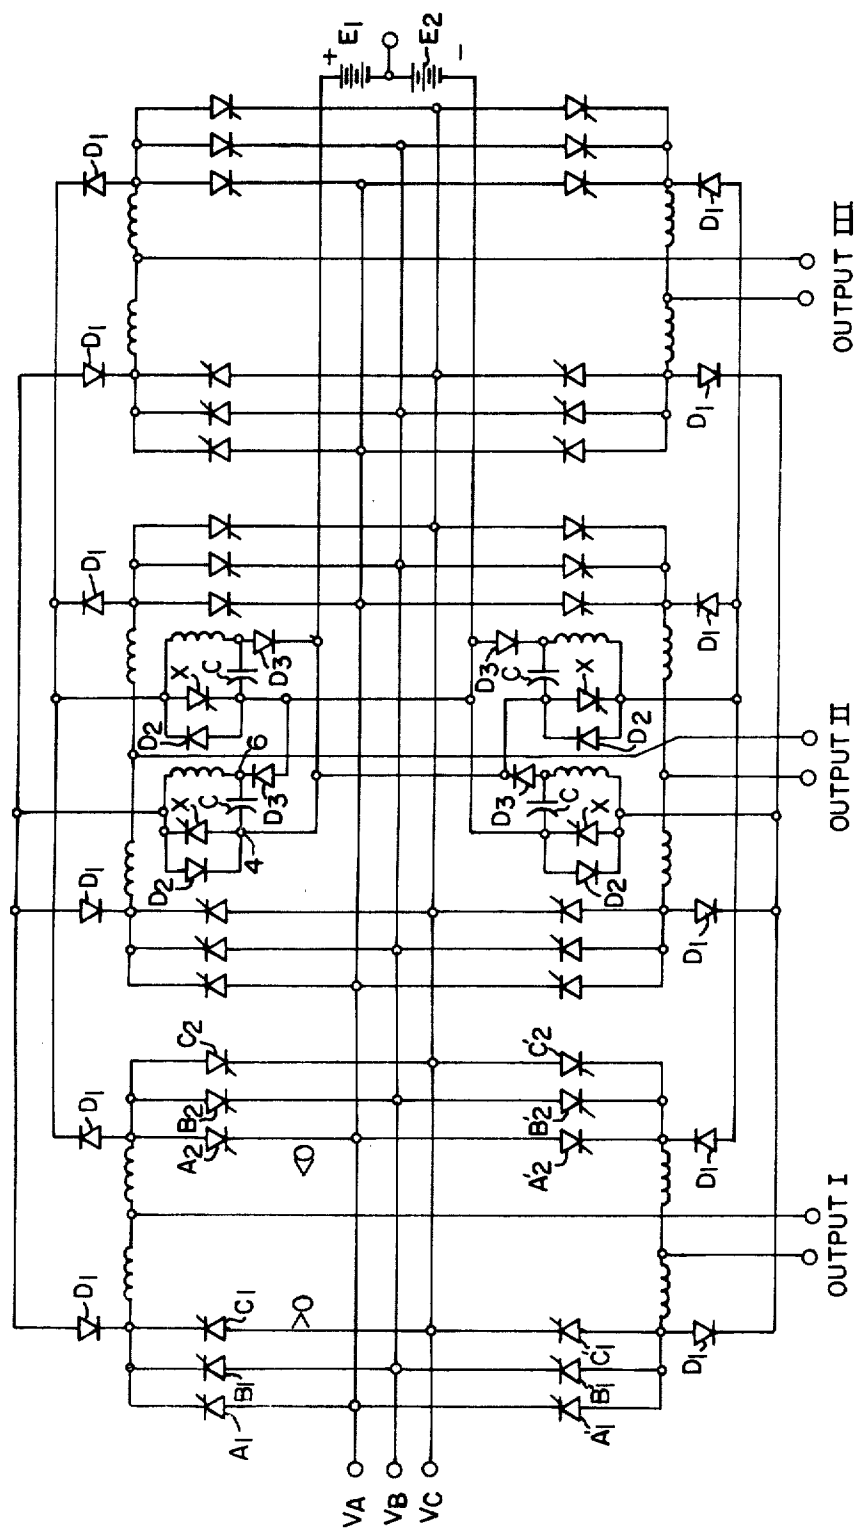 D1
D1
D1
D1
D1
D1
+
E1
E2
−
D2
X
C
D3
6
4
D2
X
C
D3
D3
C
X
D2
D3
C
X
D2
A1
B1
C1
>0
A2
B2
C2
<0
A'1
B'1
C'1
A'2
B'2
C'2
D1
D1
D1
D1
D1
D1
VA
VB
VC
OUTPUT I
OUTPUT II
OUTPUT III